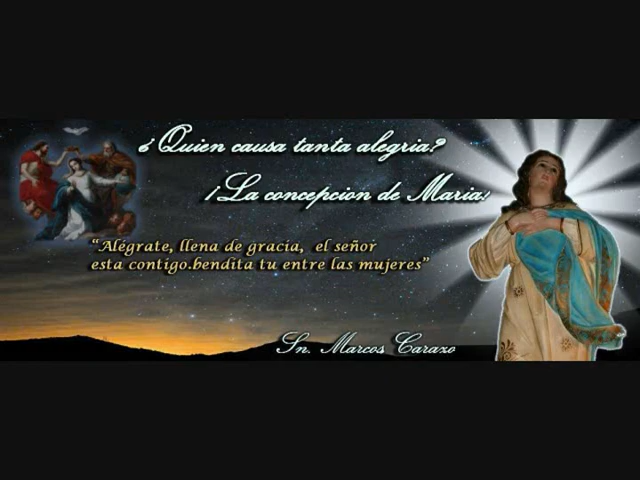 ¿Quien causa tanta alegria?
¡La concepcion de Maria!
“Alégrate, llena de gracia, el señor
esta contigo.bendita tu entre las mujeres”
Sn. Marcos Carazo